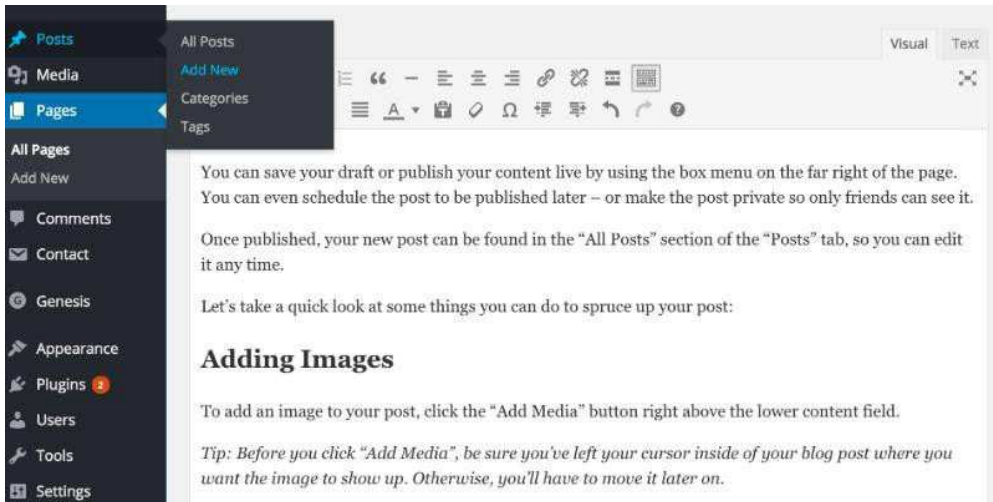 Posts
Media
Pages
All Pages
Add New
Comments
Contact
Genesis
Appearance
Plugins 2
Users
Tools
Settings
All Posts
Add New
Categories
Tags
Visual Text
You can save your draft or publish your content live by using the box menu on the far right of the page.
You can even schedule the post to be published later – or make the post private so only friends can see it.
Once published, your new post can be found in the “All Posts” section of the “Posts” tab, so you can edit
it any time.
Let’s take a quick look at some things you can do to spruce up your post:
Adding Images
To add an image to your post, click the “Add Media” button right above the lower content field.
Tip: Before you click “Add Media”, be sure you’ve left your cursor inside of your blog post where you
want the image to show up. Otherwise, you’ll have to move it later on.